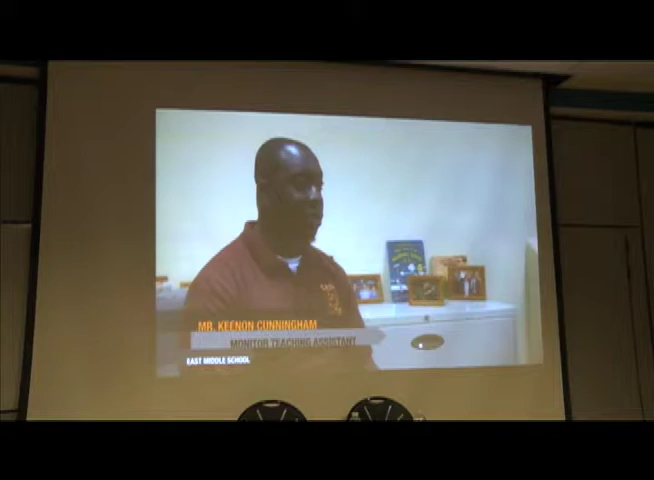 MR. KEENON CUNNINGHAM
MONITOR TEACHING ASSISTANT
EAST MIDDLE SCHOOL